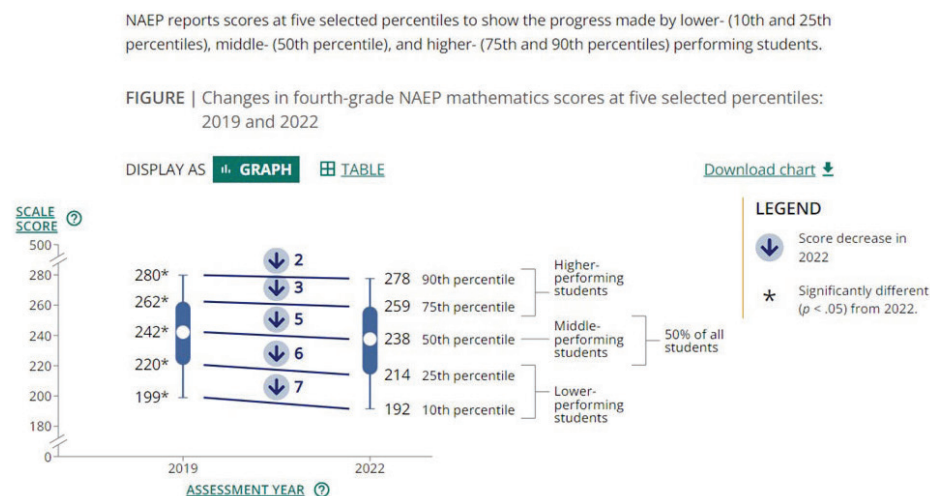 NAEP reports scores at five selected percentiles to show the progress made by lower- (10th and 25th
percentiles), middle- (50th percentile), and higher- (75th and 90th percentiles) performing students.
FIGURE | Changes in fourth-grade NAEP mathematics scores at five selected percentiles:
2019 and 2022
DISPLAY AS GRAPH TABLE Download chart
SCALE
SCORE ?
LEGEND
Score decrease in
2022
* Significantly different
(p < .05) from 2022.
500
280
260
240
220
200
180
0
280* 2 278 90th percentile
262* 3 259 75th percentile
242* 5 238 50th percentile
220* 6 214 25th percentile
199* 7 192 10th percentile
Higher-
performing
students
Middle-
performing
students
Lower-
performing
students
50% of all
students
2019 2022
ASSESSMENT YEAR ?